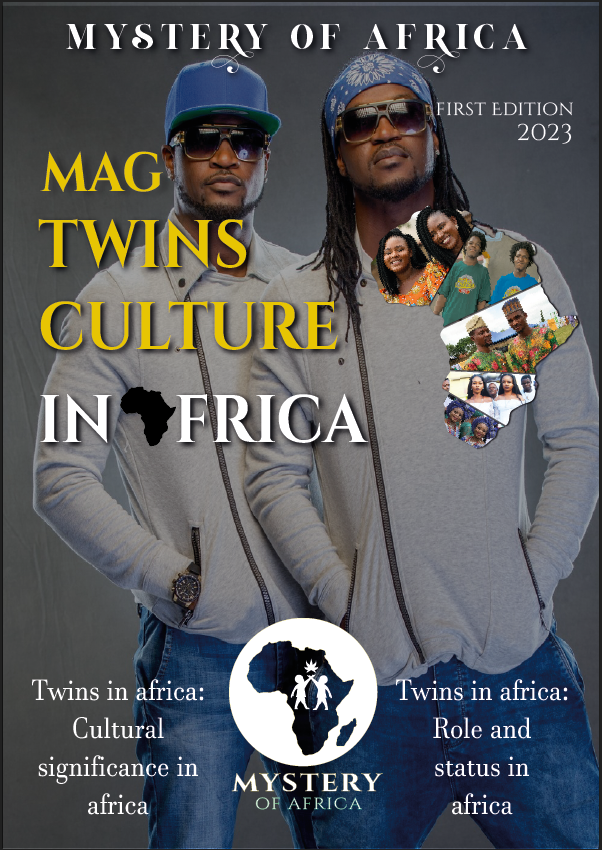 MYSTERY OF AFRICA
FIRST EDITION
2023
MAG
TWINS
CULTURE
IN FRICA
Twins in africa:
Cultural
significance in
africa
MYSTERY
OF AFRICA
Twins in africa:
Role and
status in
africa